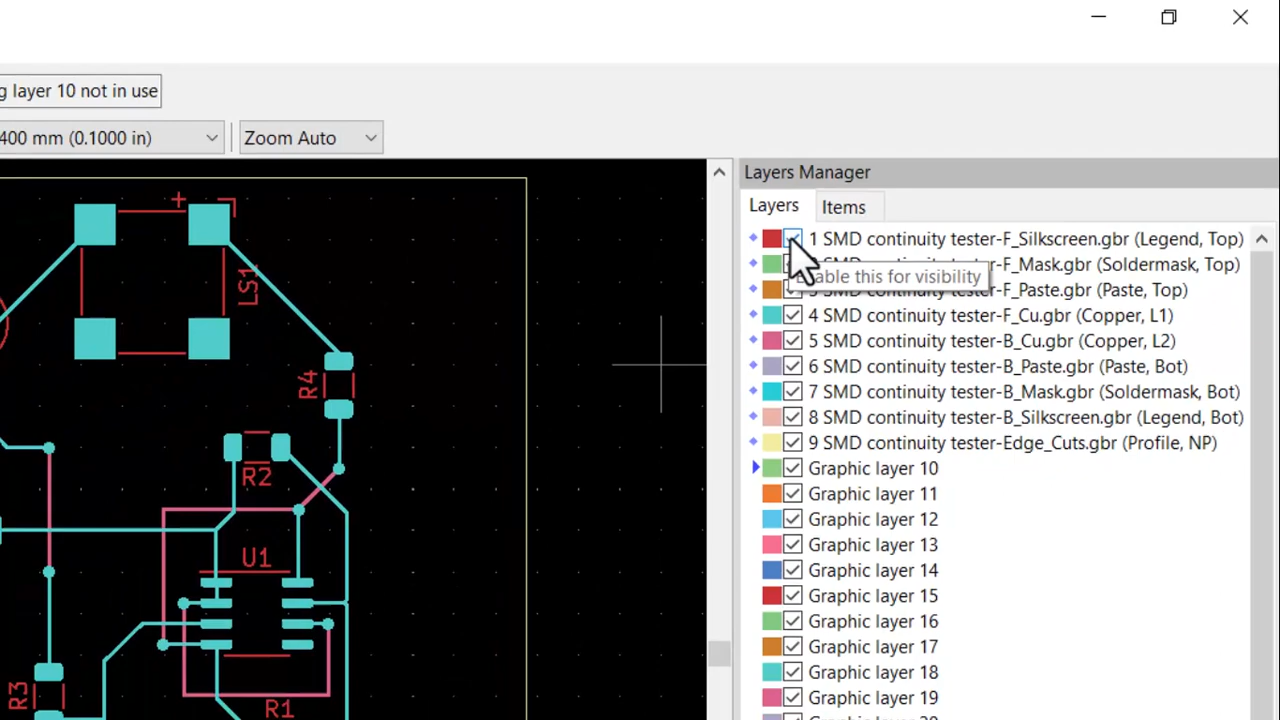 g layer 10 not in use
400 mm (0.1000 in)
Zoom Auto
Layers Manager
Layers
Items
1 SMD continuity tester-F_Silkscreen.gbr (Legend, Top)
-F_Mask.gbr (Soldermask, Top)
able this for visibility
3 SMD continuity tester-F_Paste.gbr (Paste, Top)
4 SMD continuity tester-F_Cu.gbr (Copper, L1)
5 SMD continuity tester-B_Cu.gbr (Copper, L2)
6 SMD continuity tester-B_Paste.gbr (Paste, Bot)
7 SMD continuity tester-B_Mask.gbr (Soldermask, Bot)
8 SMD continuity tester-B_Silkscreen.gbr (Legend, Bot)
9 SMD continuity tester-Edge_Cuts.gbr (Profile, NP)
Graphic layer 10
Graphic layer 11
Graphic layer 12
Graphic layer 13
Graphic layer 14
Graphic layer 15
Graphic layer 16
Graphic layer 17
Graphic layer 18
Graphic layer 19
+
LS1
R4
R2
U1
R3
R1